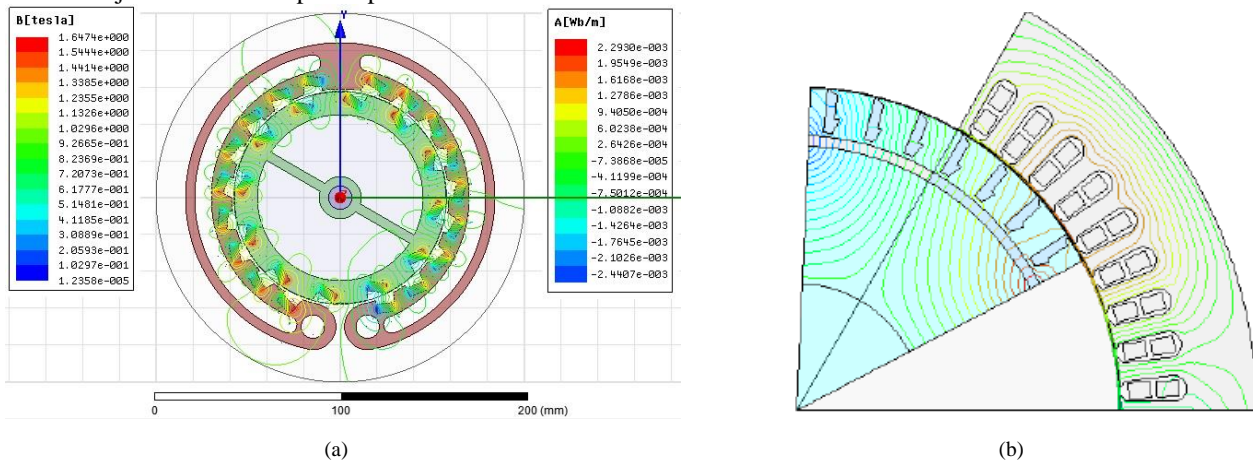 B[tesla]
1.6474e+000
1.5444e+000
1.4414e+000
1.3385e+000
1.2355e+000
1.1326e+000
1.0296e+000
9.2665e-001
8.2369e-001
7.2073e-001
6.1777e-001
5.1481e-001
4.1185e-001
3.0889e-001
2.0593e-001
1.0297e-001
1.2358e-005
A[Wb/m]
2.2930e-003
1.9549e-003
1.6168e-003
1.2786e-003
9.4050e-004
6.0238e-004
2.6426e-004
-7.3868e-005
-4.1199e-004
-7.5012e-004
-1.0882e-003
-1.4264e-003
-1.7645e-003
-2.1026e-003
-2.4407e-003
0
100
200 (mm)
(a)
(b)